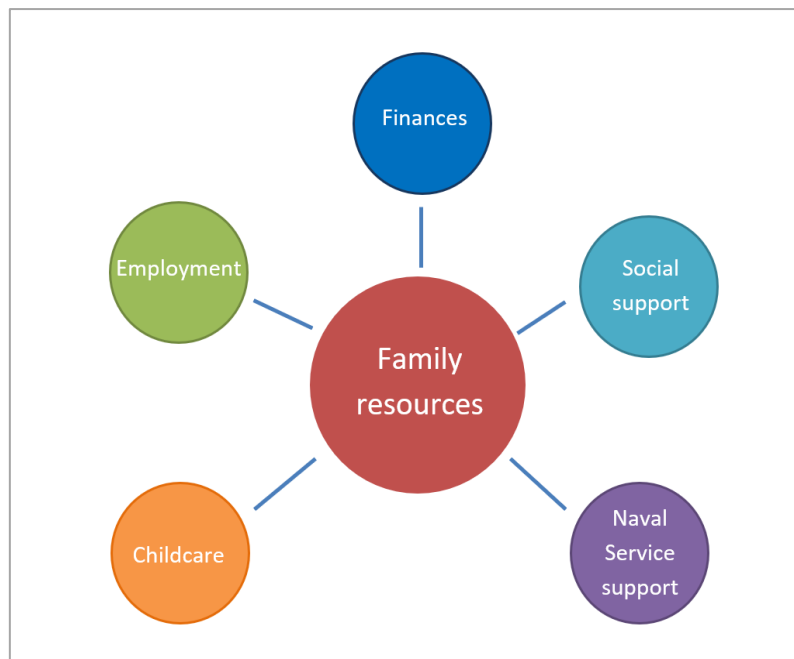 Finances
Employment
Social
support
Family
resources
Childcare
Naval
Service
support